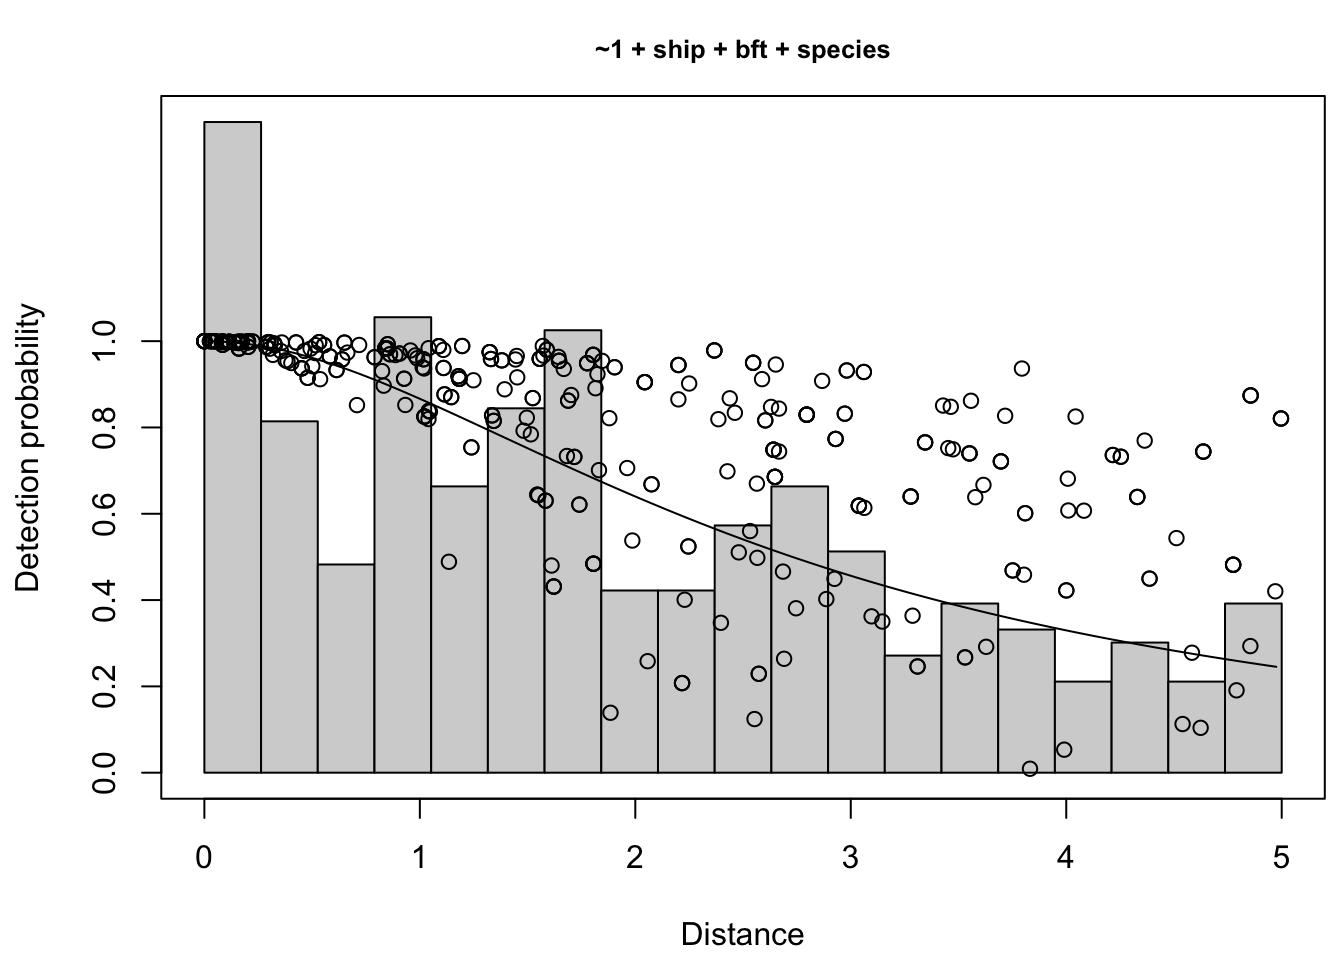 ~1 + ship + bft + species
Detection probability
1.0
0.8
0.6
0.4
0.2
0.0
0 1 2 3 4 5
Distance